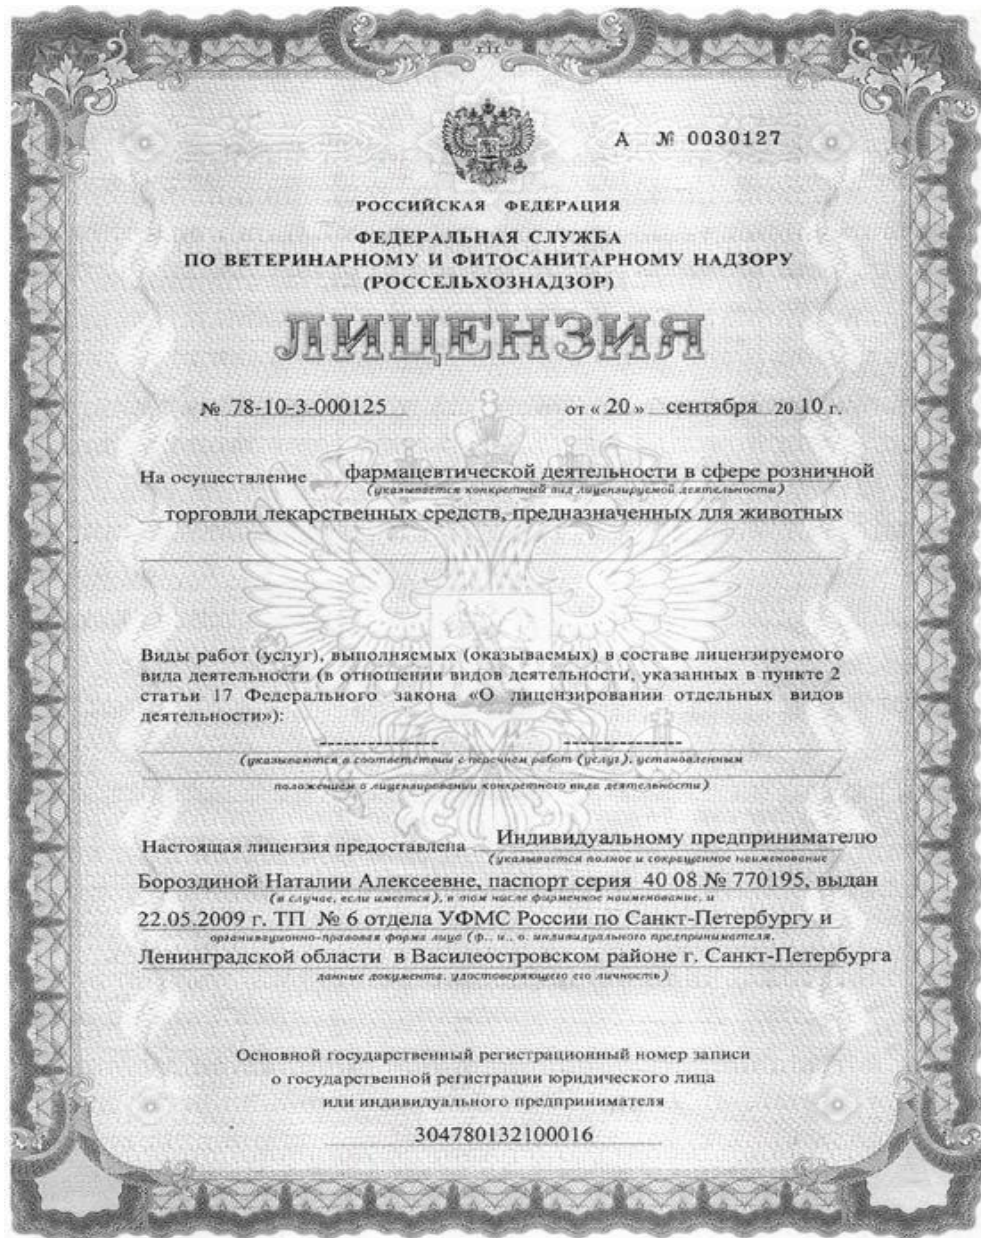 А № 0030127
РОССИЙСКАЯ ФЕДЕРАЦИЯ
ФЕДЕРАЛЬНАЯ СЛУЖБА
ПО ВЕТЕРИНАРНОМУ И ФИТОСАНИТАРНОМУ НАДЗОРУ
(РОССЕЛЬХОЗНАДЗОР)
ЛИЦЕНЗИЯ
№ 78-10-3-000125 от « 20 » сентября 20 10 г.
На осуществление фармацевтической деятельности в сфере розничной
(указывается конкретный вид лицензируемой деятельности)
торговли лекарственных средств, предназначенных для животных
Виды работ (услуг), выполняемых (оказываемых) в составе лицензируемого
вида деятельности (в отношении видов деятельности, указанных в пункте 2
статьи 17 Федерального закона «О лицензировании отдельных видов
деятельности»):
--------------- ---------------
(указываются в соответствии с перечнем работ (услуг), установленным
положением о лицензировании конкретного вида деятельности)
Настоящая лицензия предоставлена Индивидуальному предпринимателю
(указывается полное и сокращенное наименование
Бороздиной Наталии Алексеевне, паспорт серия 40 08 № 770195, выдан
(в случае, если имеется), в том числе фирменное наименование, и
22.05.2009 г. ТП № 6 отдела УФМС России по Санкт-Петербургу и
организационно-правовая форма лица (ф., и., о. индивидуального предпринимателя,
Ленинградской области в Василеостровском районе г. Санкт-Петербурга
данные документа, удостоверяющего его личность)
Основной государственный регистрационный номер записи
о государственной регистрации юридического лица
или индивидуального предпринимателя
304780132100016